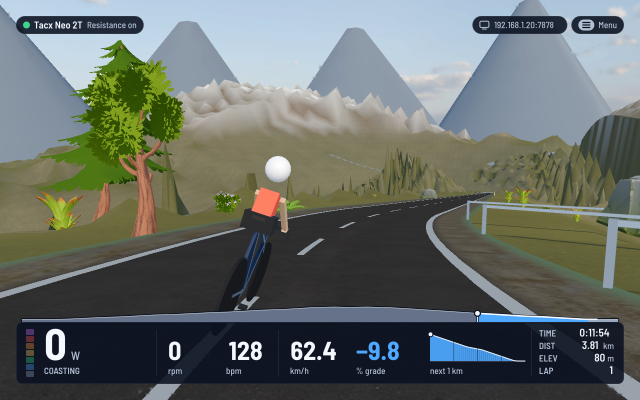 Tacx Neo 2T Resistance on
192.168.1.20:7878
Menu
0 W
COASTING
0
rpm
128
bpm
62.4
km/h
−9.8
% grade
next 1 km
TIME 0:11:54
DIST 3.81 km
ELEV 80 m
LAP 1